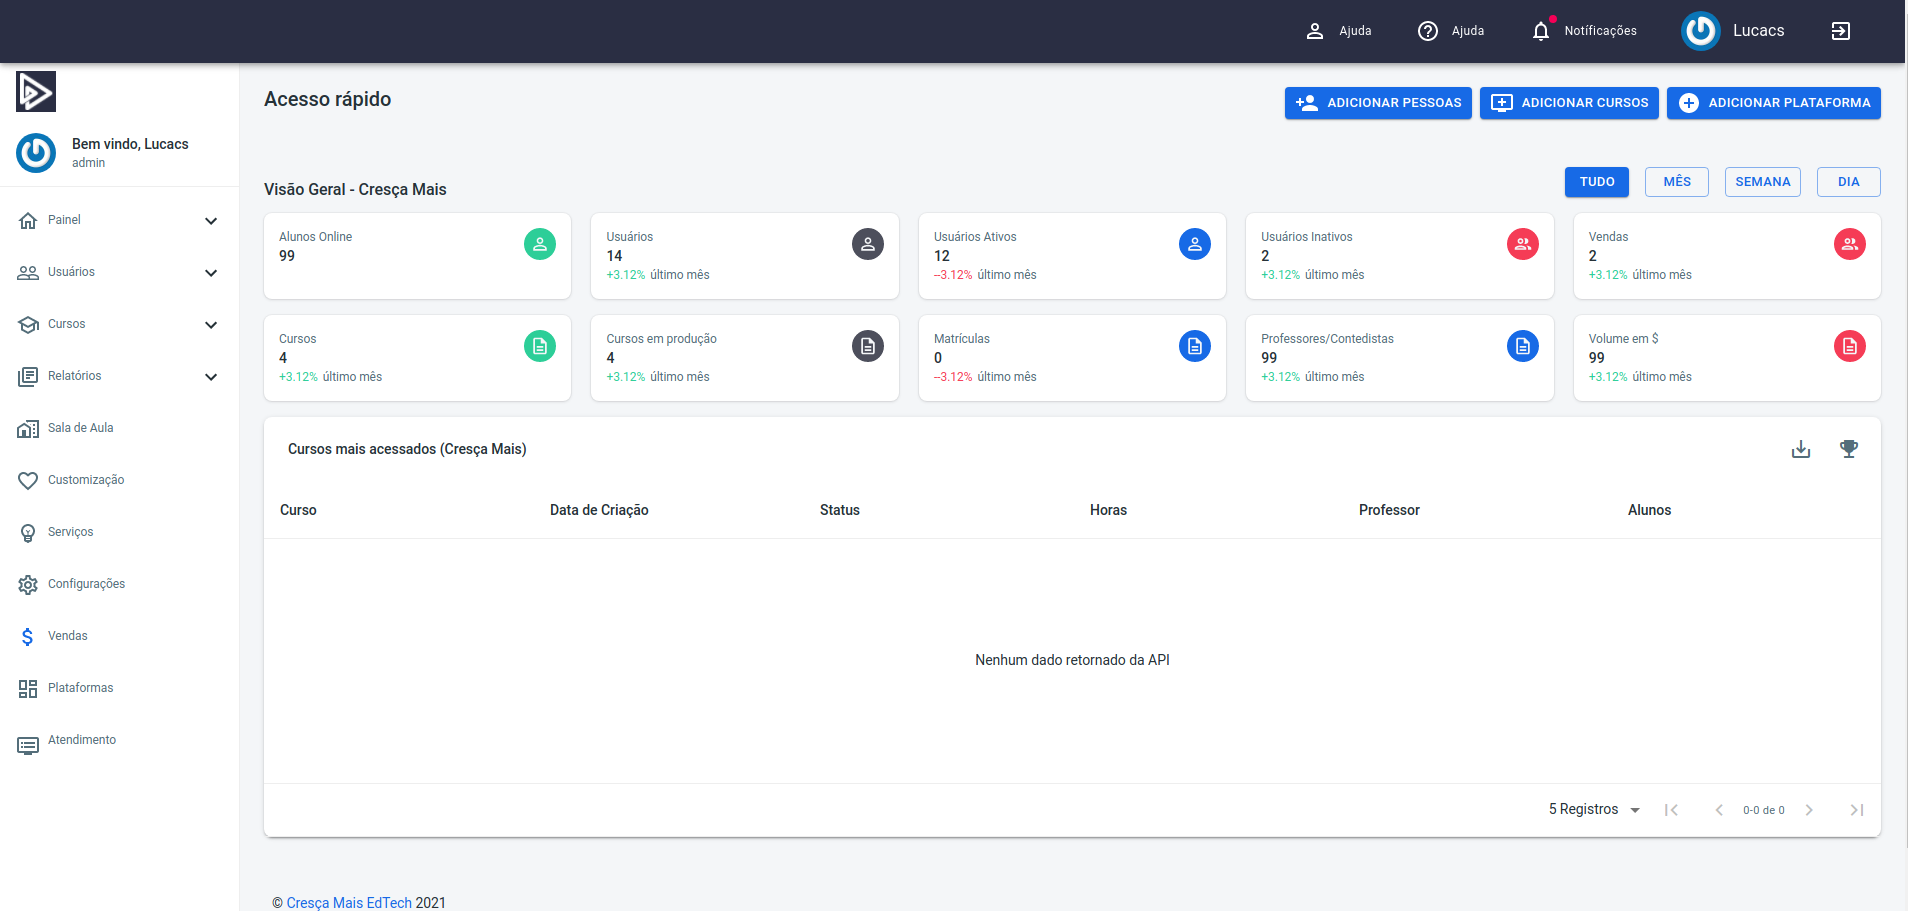 Ajuda
Ajuda
Notíficações
Lucacs
Bem vindo, Lucacs
admin
Painel
Usuários
Cursos
Relatórios
Sala de Aula
Customização
Serviços
Configurações
Vendas
Plataformas
Atendimento
Acesso rápido
ADICIONAR PESSOAS
ADICIONAR CURSOS
ADICIONAR PLATAFORMA
Visão Geral - Cresça Mais
TUDO
MÊS
SEMANA
DIA
Alunos Online
99
Usuários
14
+3.12% último mês
Usuários Ativos
12
--3.12% último mês
Usuários Inativos
2
+3.12% último mês
Vendas
2
+3.12% último mês
Cursos
4
+3.12% último mês
Cursos em produção
4
+3.12% último mês
Matrículas
0
--3.12% último mês
Professores/Contedistas
99
+3.12% último mês
Volume em $
99
+3.12% último mês
Cursos mais acessados (Cresça Mais)
Curso Data de Criação Status Horas Professor Alunos
Nenhum dado retornado da API
5 Registros
0-0 de 0
© Cresça Mais EdTech 2021